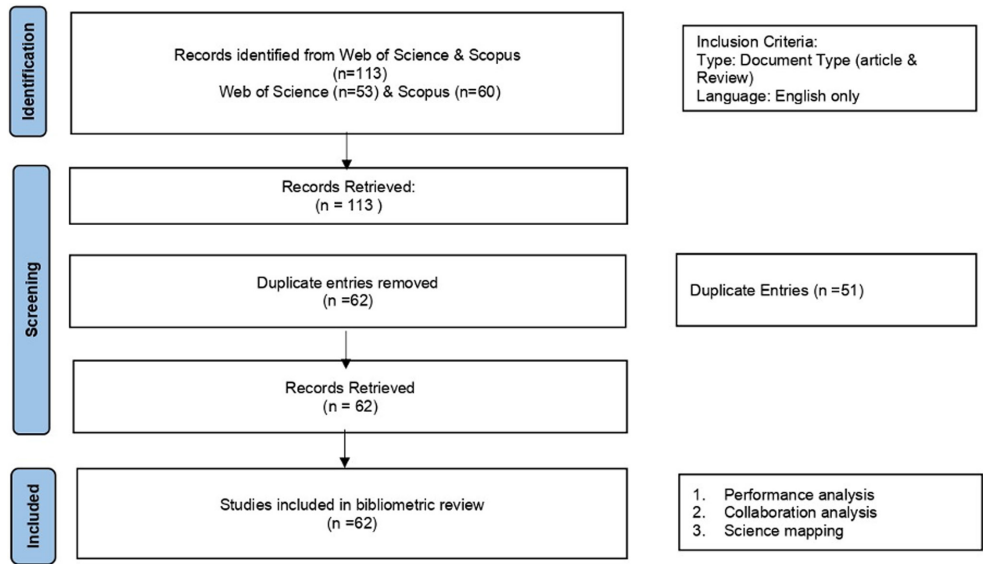 Identification
Records identified from Web of Science & Scopus
(n=113)
Web of Science (n=53) & Scopus (n=60)
Inclusion Criteria:
Type: Document Type (article &
Review)
Language: English only
Screening
Records Retrieved:
(n = 113 )
Duplicate entries removed
(n =62)
Duplicate Entries (n =51)
Records Retrieved
(n = 62)
Included
Studies included in bibliometric review
(n =62)
1. Performance analysis
2. Collaboration analysis
3. Science mapping